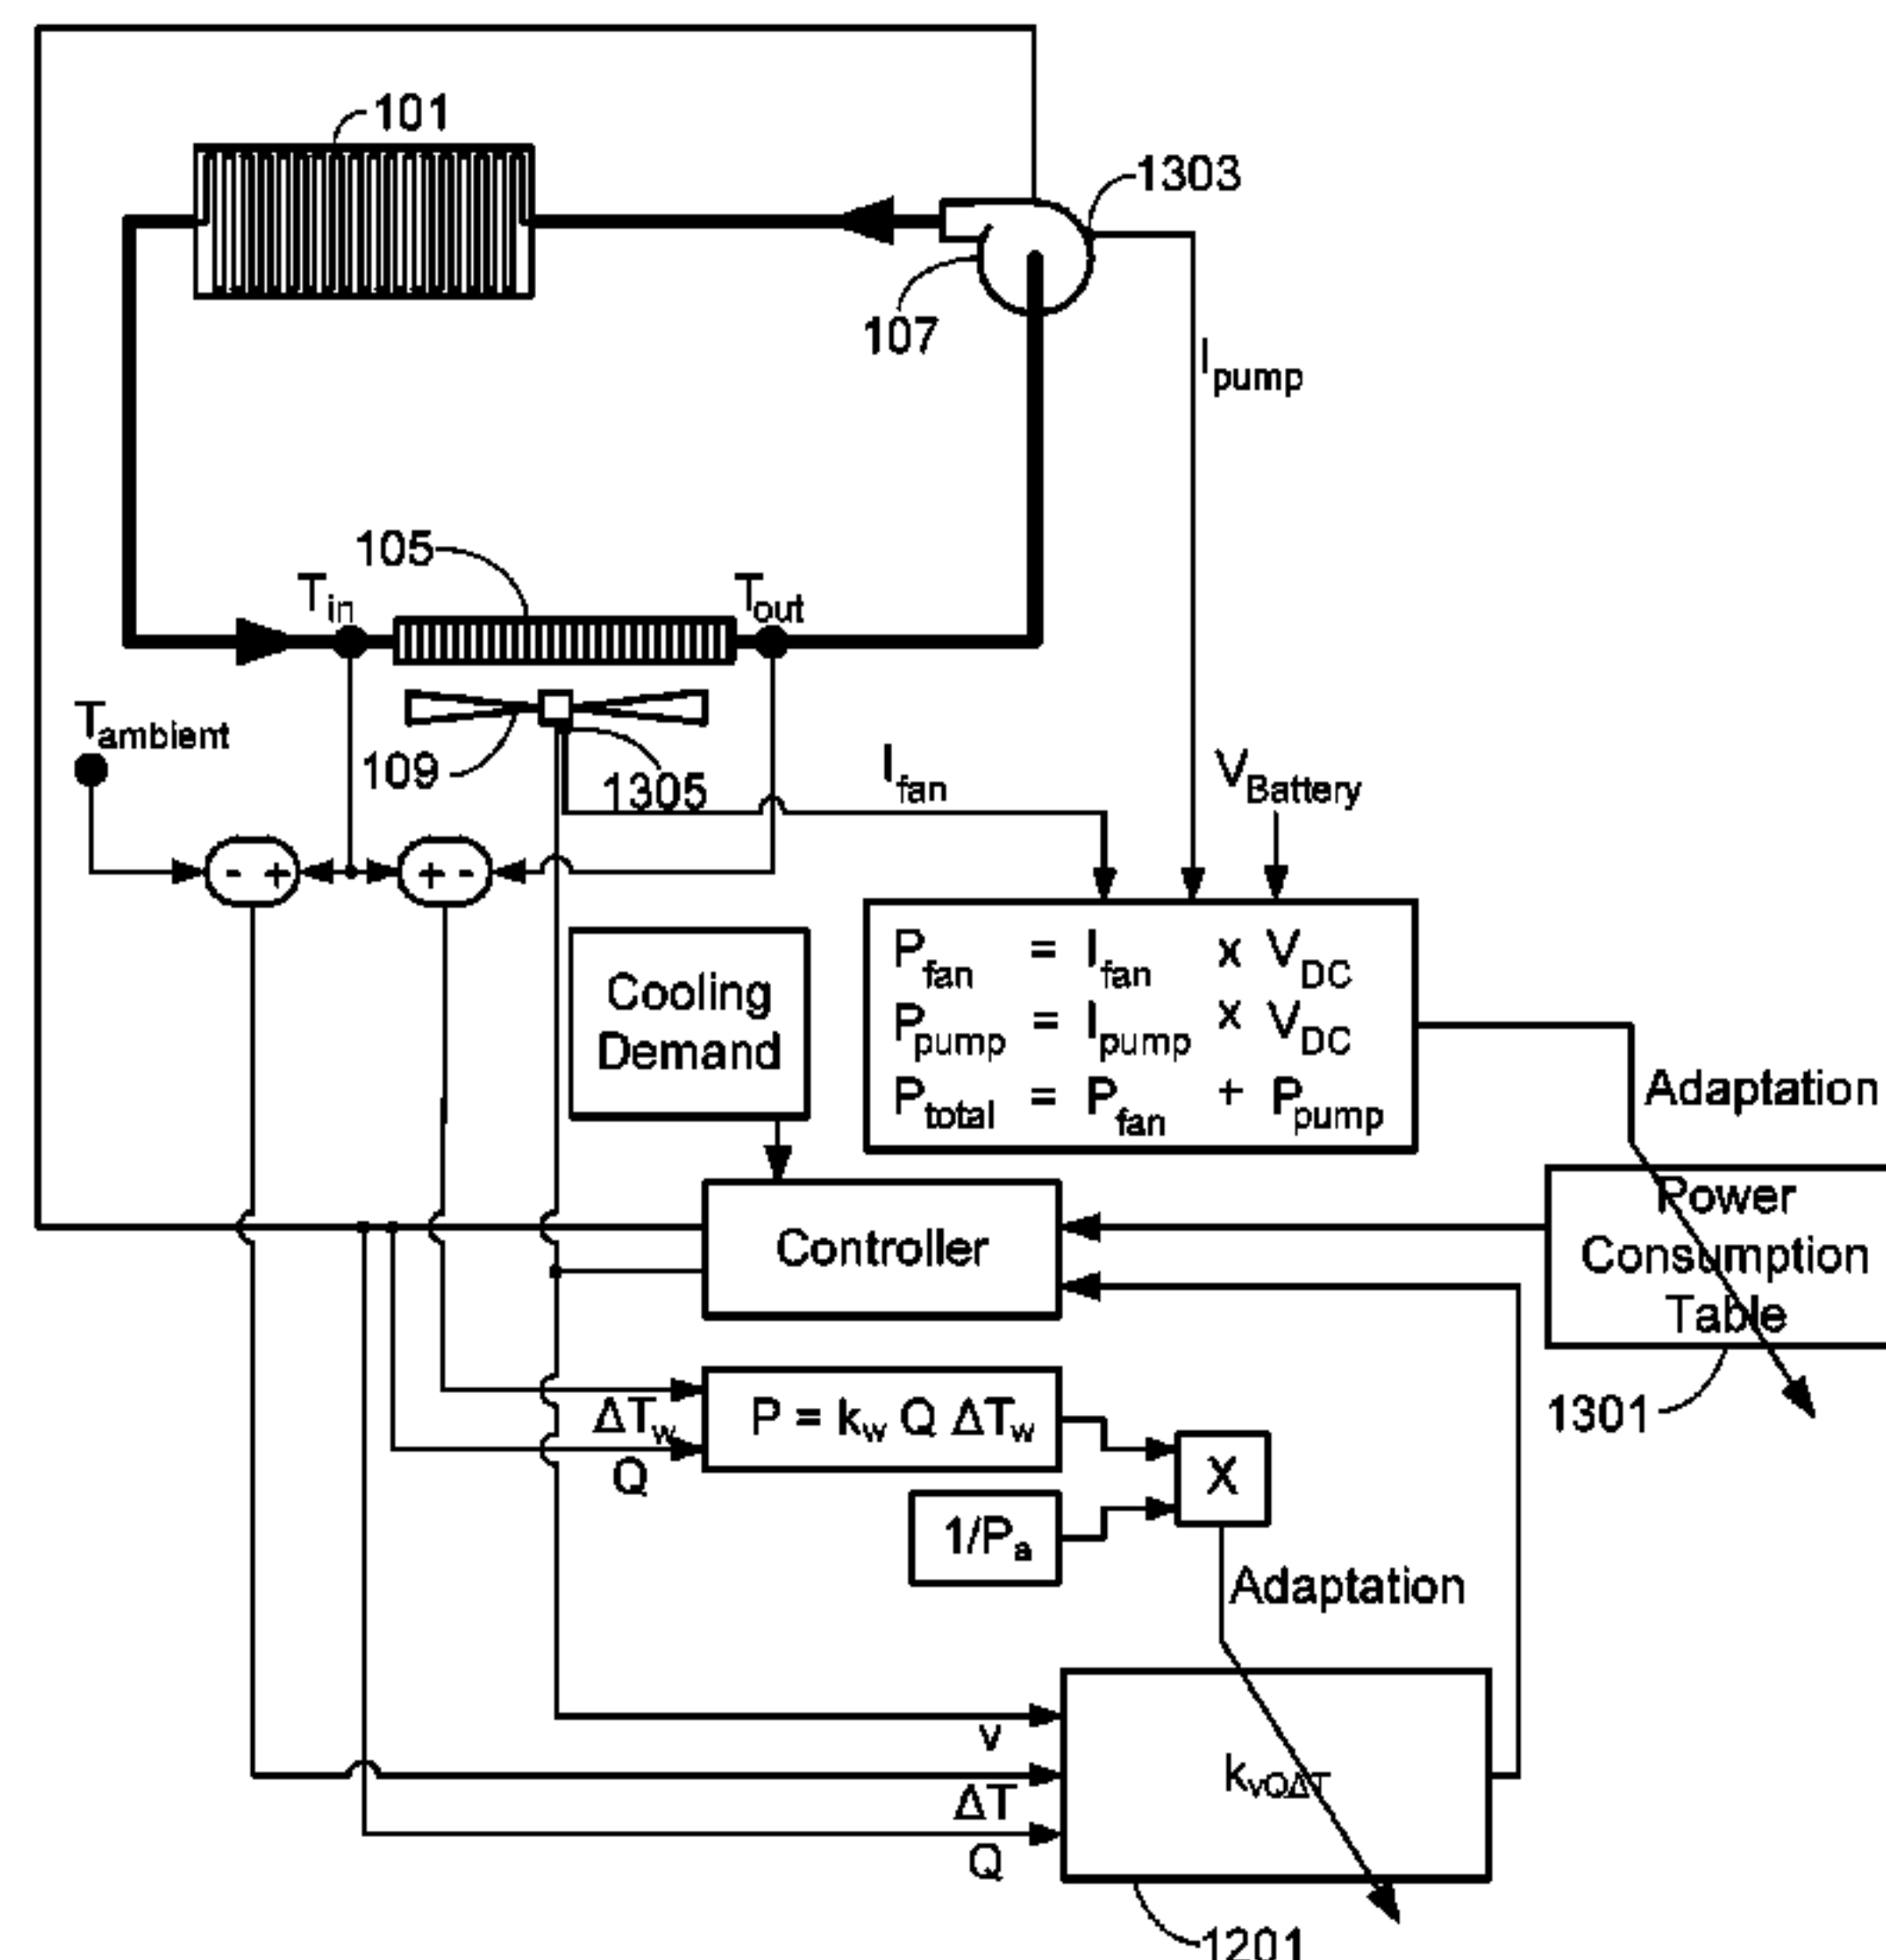 101
1303
107
Ipump
105
Tin
Tout
Tambient
109
1305
Ifan
VBattery
- +
+ -
Pfan = Ifan x VDC
Ppump = Ipump x VDC
Ptotal = Pfan + Ppump
Cooling
Demand
Adaptation
Controller
Power
Consumption
Table
1301
ΔTw
Q
P = kw Q ΔTw
X
1/Pa
Adaptation
v
ΔT
Q
kvQΔT
1201